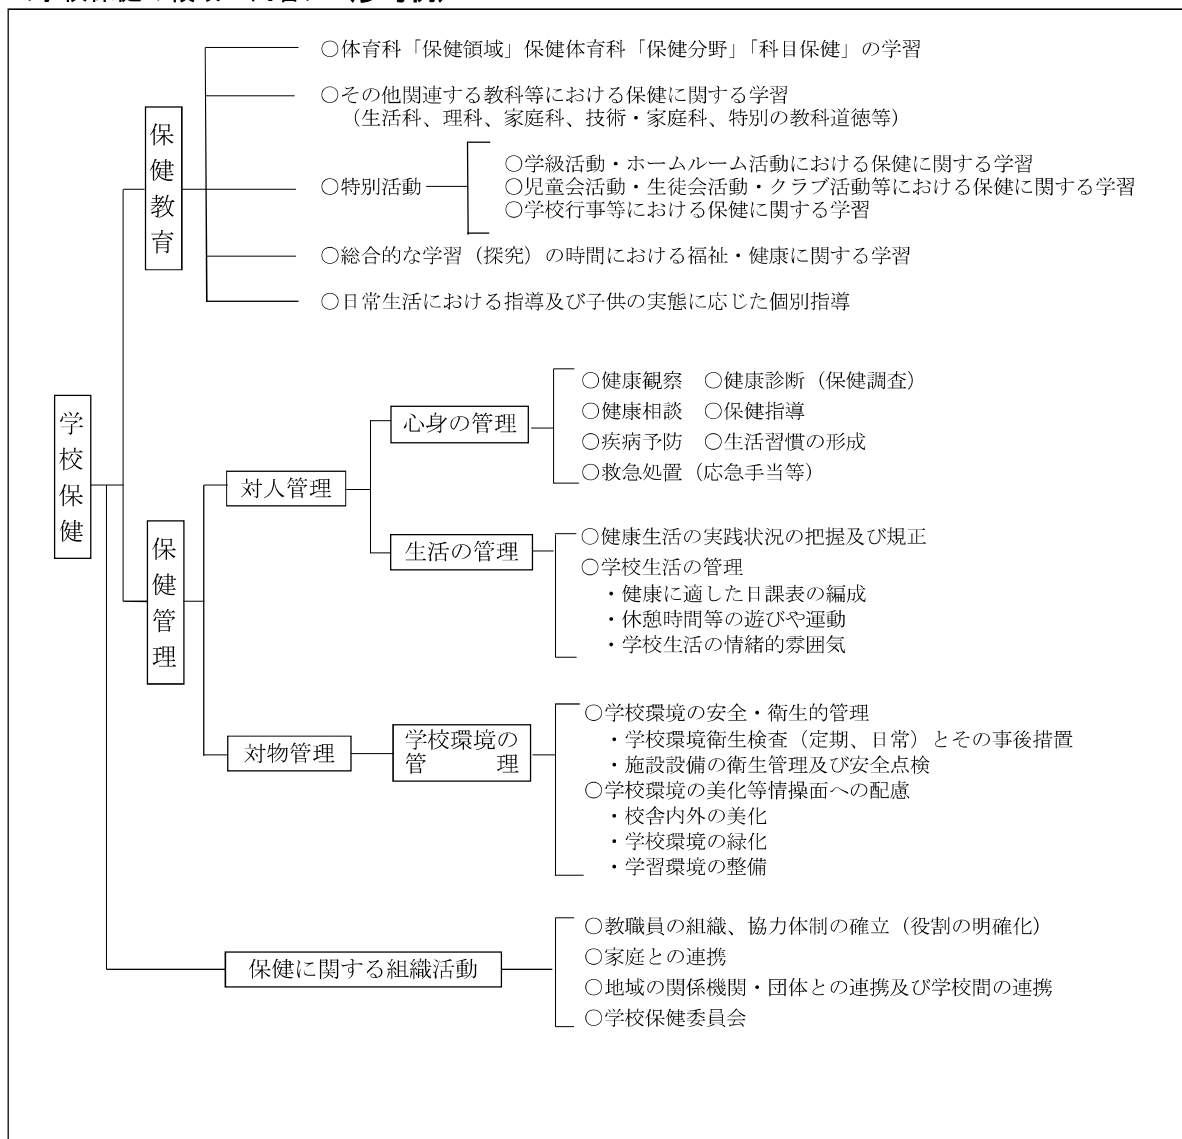 ○体育科「保健領域」保健体育科「保健分野」「科目保健」の学習
○その他関連する教科等における保健に関する学習
（生活科、理科、家庭科、技術・家庭科、特別の教科道徳等）
保健教育
○特別活動
○学級活動・ホームルーム活動における保健に関する学習
○児童会活動・生徒会活動・クラブ活動等における保健に関する学習
○学校行事等における保健に関する学習
○総合的な学習（探究）の時間における福祉・健康に関する学習
○日常生活における指導及び子供の実態に応じた個別指導
学校保健
保健管理
対人管理
心身の管理
○健康観察　○健康診断（保健調査）
○健康相談　○保健指導
○疾病予防　○生活習慣の形成
○救急処置（応急手当等）
生活の管理
○健康生活の実践状況の把握及び規正
○学校生活の管理
・健康に適した日課表の編成
・休憩時間等の遊びや運動
・学校生活の情緒的雰囲気
対物管理
学校環境の
管　　理
○学校環境の安全・衛生的管理
・学校環境衛生検査（定期、日常）とその事後措置
・施設設備の衛生管理及び安全点検
○学校環境の美化等情操面への配慮
・校舎内外の美化
・学校環境の緑化
・学習環境の整備
保健に関する組織活動
○教職員の組織、協力体制の確立（役割の明確化）
○家庭との連携
○地域の関係機関・団体との連携及び学校間の連携
○学校保健委員会